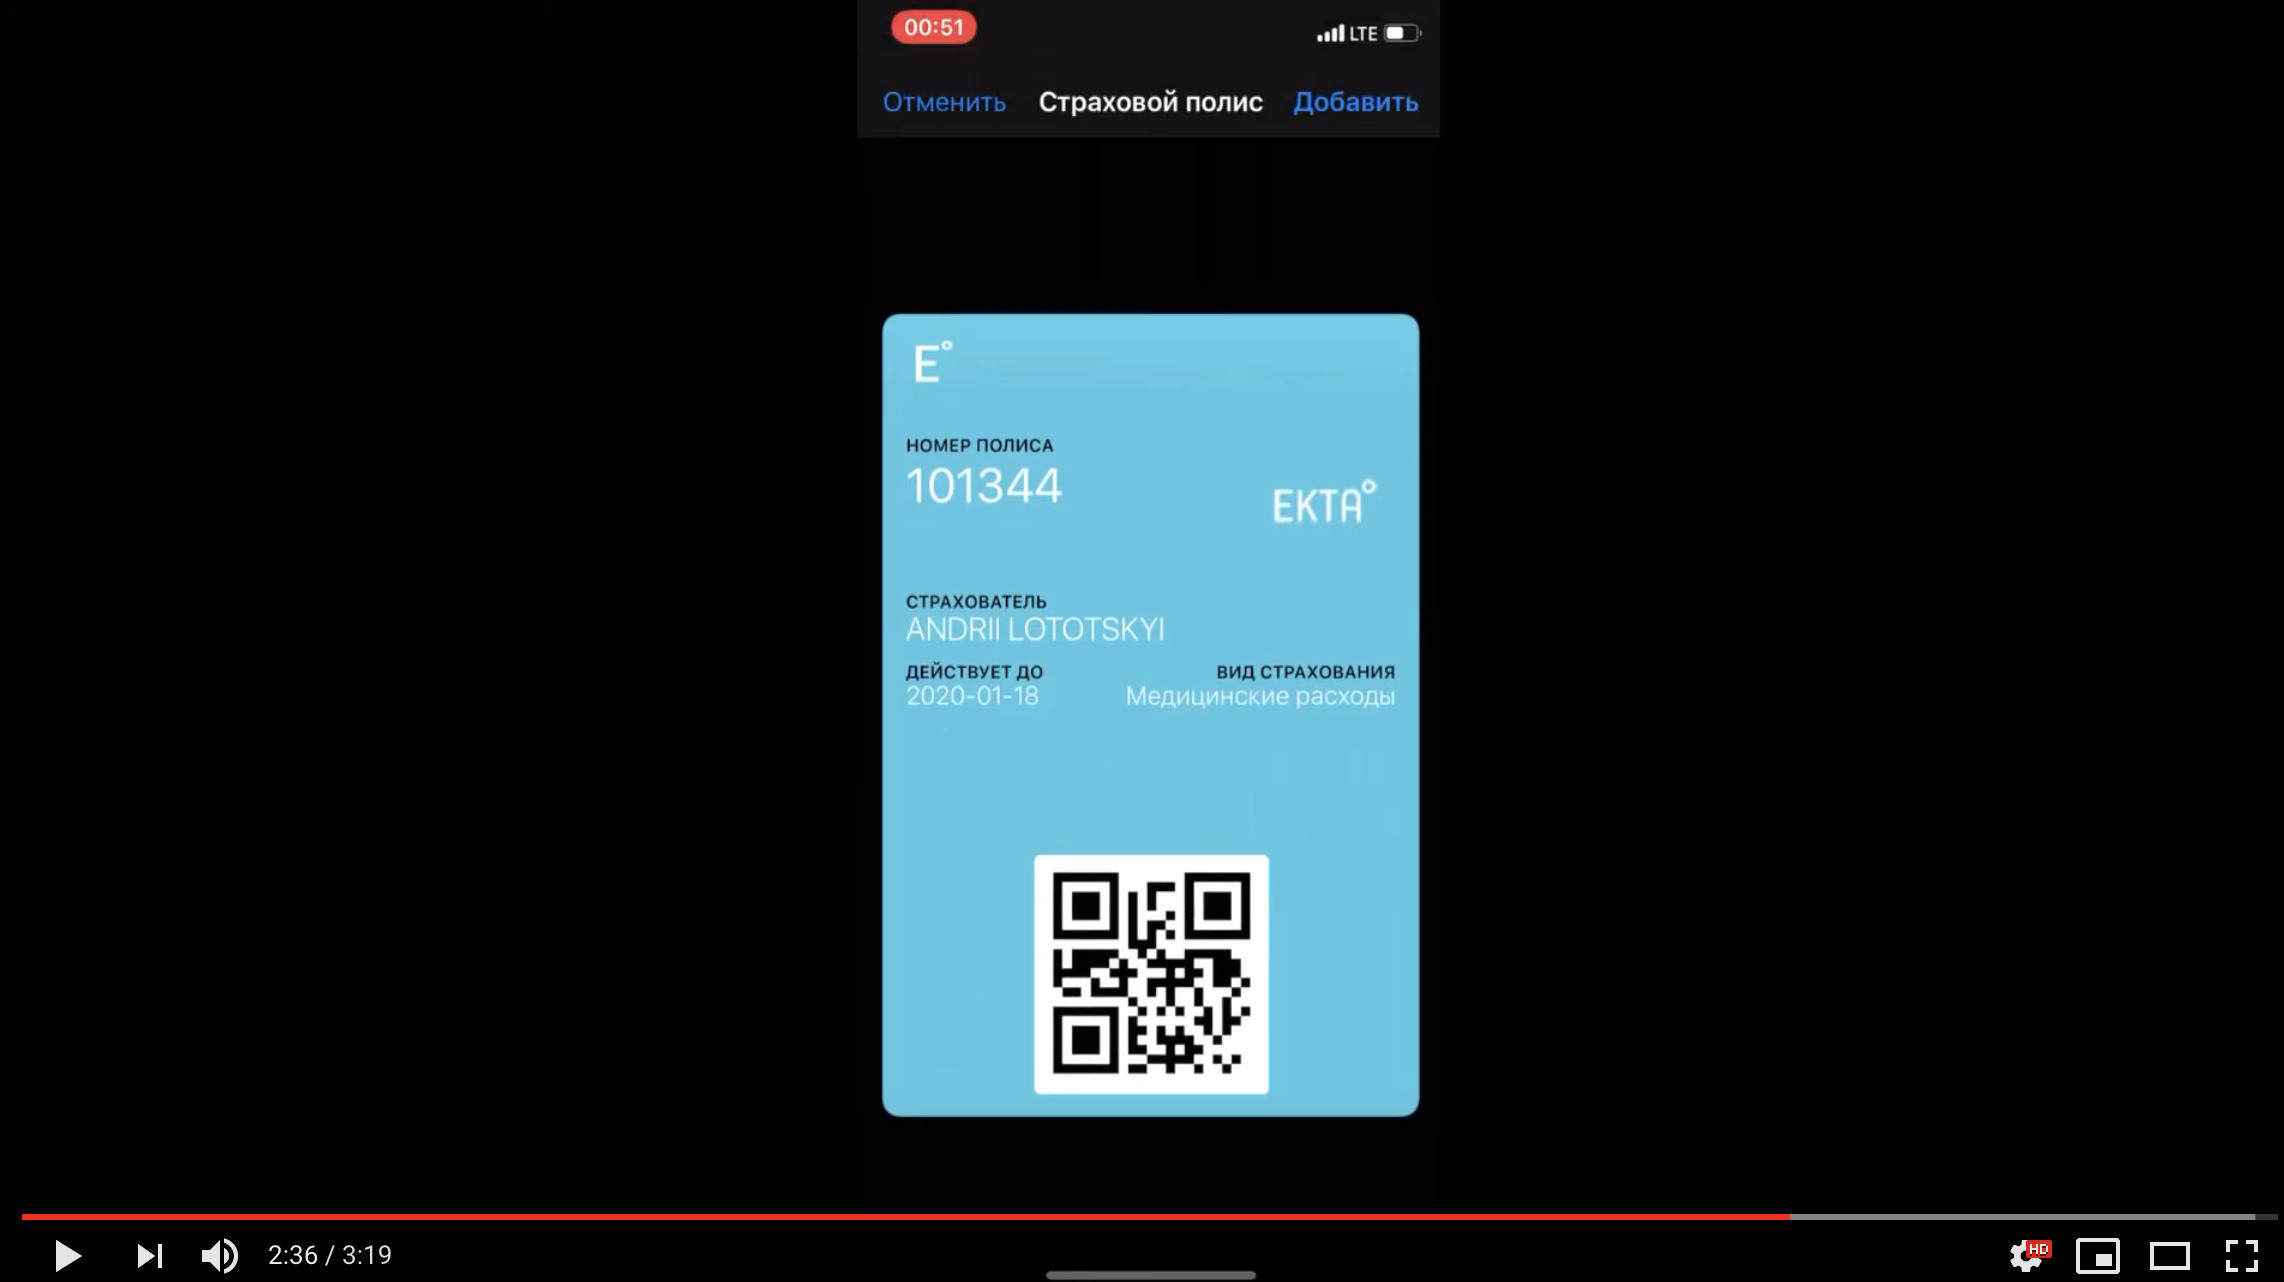 00:51 LTE
Отменить Страховой полис Добавить
E°
НОМЕР ПОЛИСА
101344
EKTA°
СТРАХОВАТЕЛЬ
ANDRII LOTOTSKYI
ДЕЙСТВУЕТ ДО ВИД СТРАХОВАНИЯ
2020-01-18 Медицинские расходы
2:36 / 3:19 HD